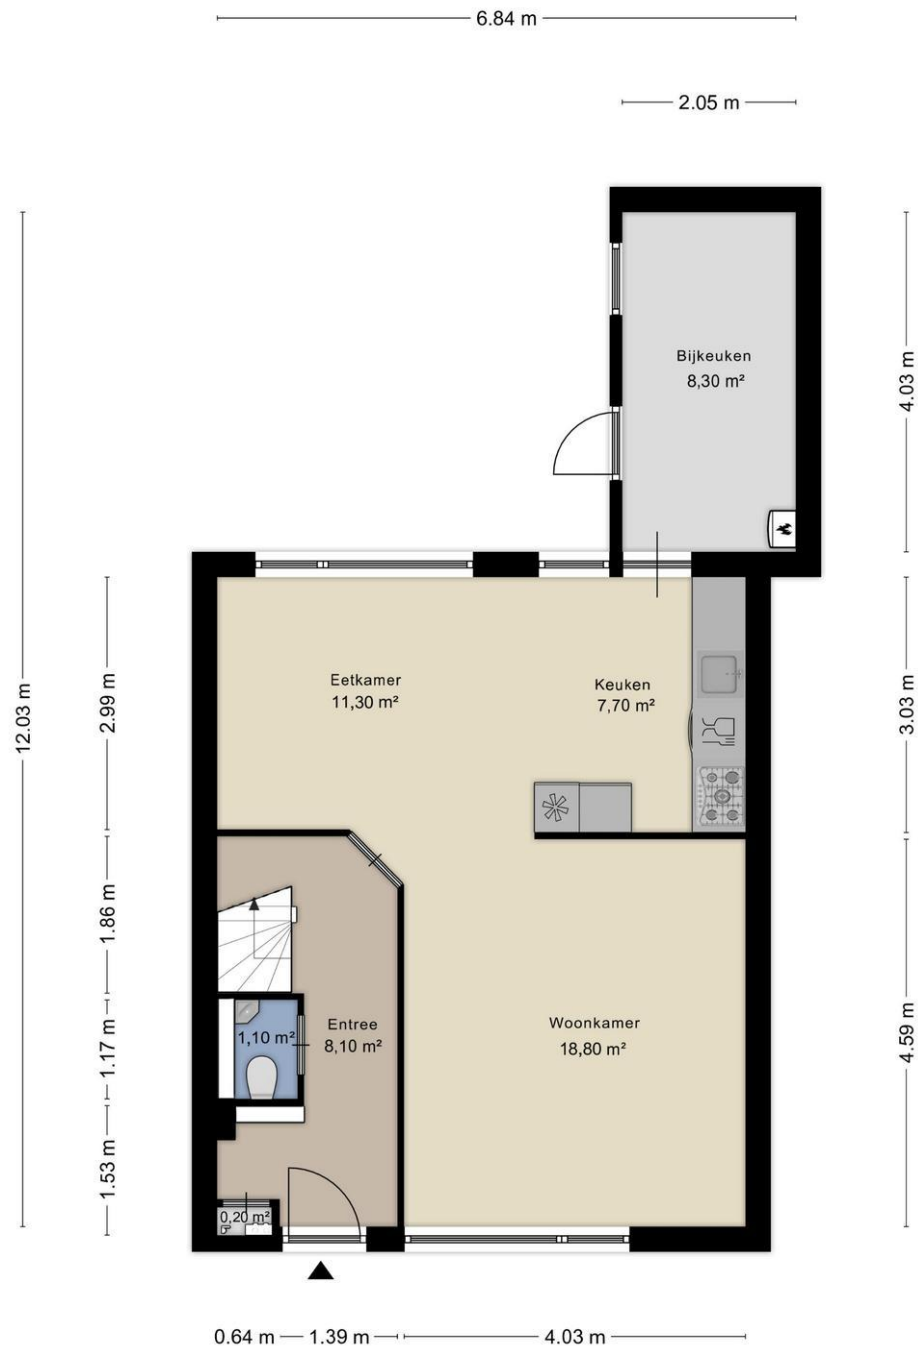 6.84 m
2.05 m
Bijkeuken
8,30 m²
4.03 m
12.03 m
2.99 m
Eetkamer
11,30 m²
Keuken
7,70 m²
3.03 m
1.86 m
1.17 m
1,10 m²
Entree
8,10 m²
Woonkamer
18,80 m²
4.59 m
1.53 m
0,20 m²
0.64 m
1.39 m
4.03 m